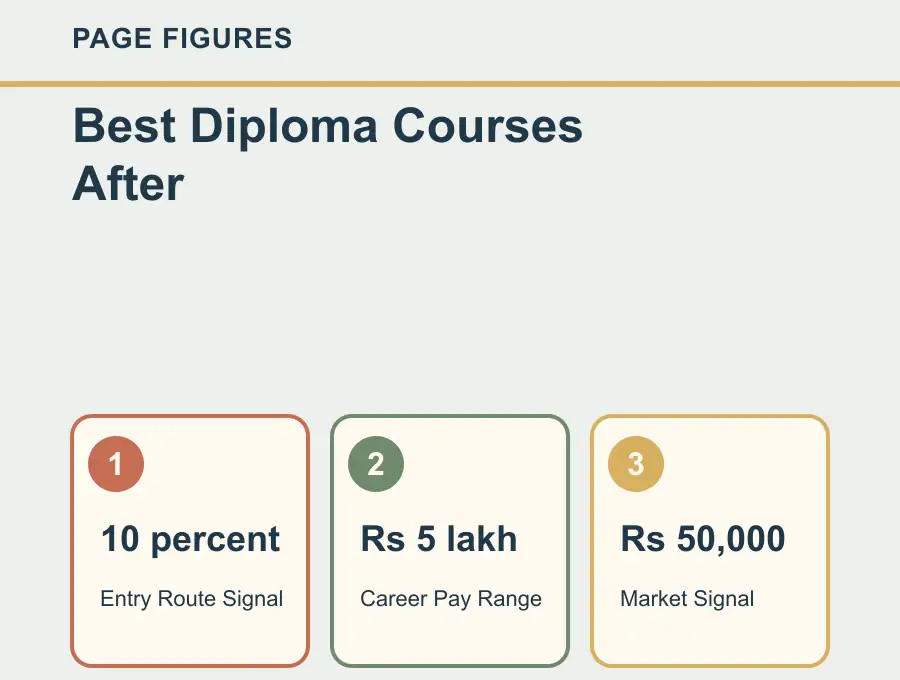 PAGE FIGURES
Best Diploma Courses
After
1
10 percent
Entry Route Signal
2
Rs 5 lakh
Career Pay Range
3
Rs 50,000
Market Signal